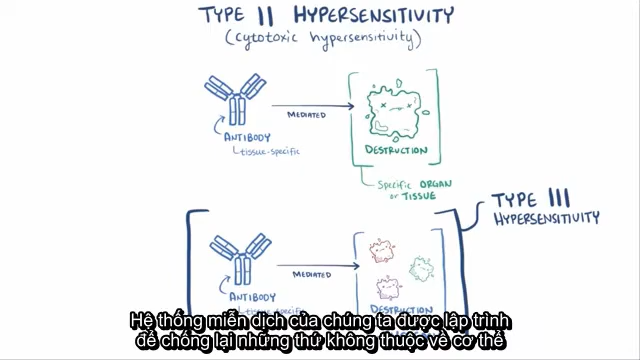 TYPE II HYPERSENSITIVITY
(cytotoxic hypersensitivity)
ANTIBODY
tissue-specific
MEDIATED
DESTRUCTION
Specific ORGAN
or TISSUE
TYPE III
HYPERSENSITIVITY
ANTIBODY
MEDIATED
Hệ thống miễn dịch của chúng ta được lập trình
để chống lại những thứ không thuộc về cơ thể